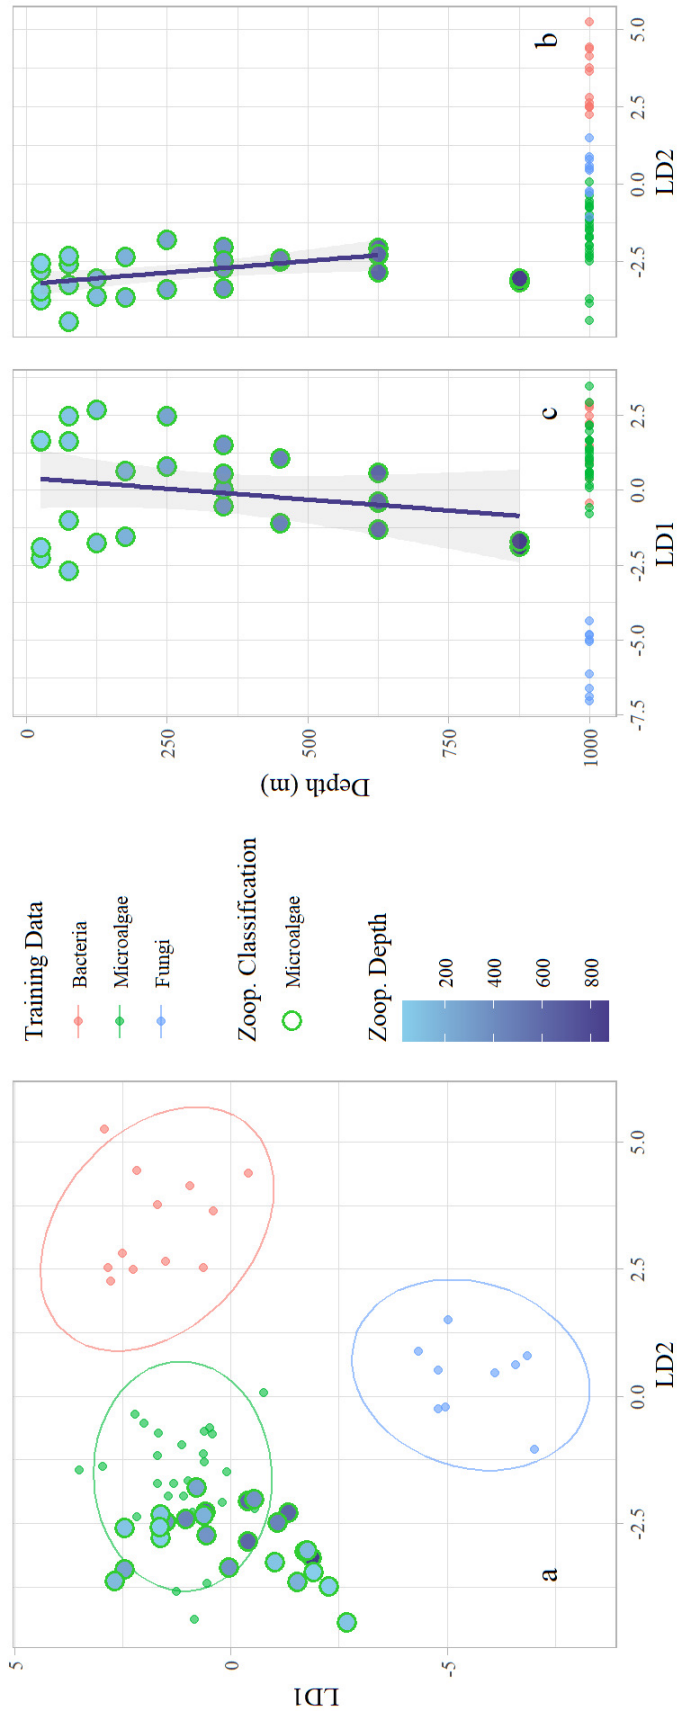 5
0
-5
LD1
-2.5
0.0
2.5
5.0
LD2
a
Training Data
Bacteria
Microalgae
Fungi
Zoop. Classification
Microalgae
Zoop. Depth
200
400
600
800
0
250
500
750
1000
Depth (m)
-7.5
-5.0
-2.5
0.0
2.5
LD1
c
-2.5
0.0
2.5
5.0
LD2
b